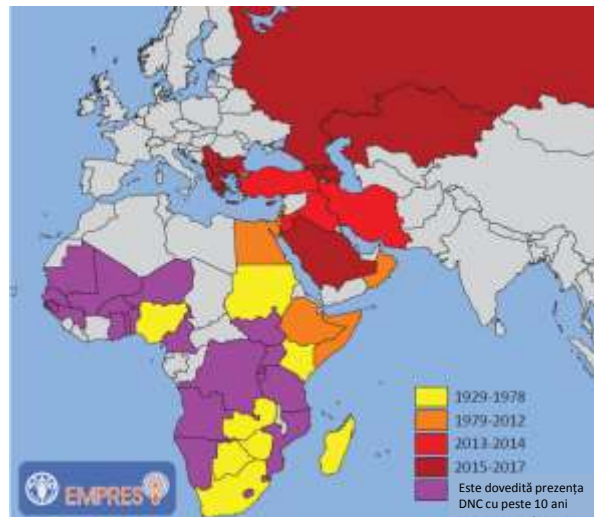 1929-1978
1979-2012
2013-2014
2015-2017
Este dovedită prezența
DNC cu peste 10 ani
EMPRES